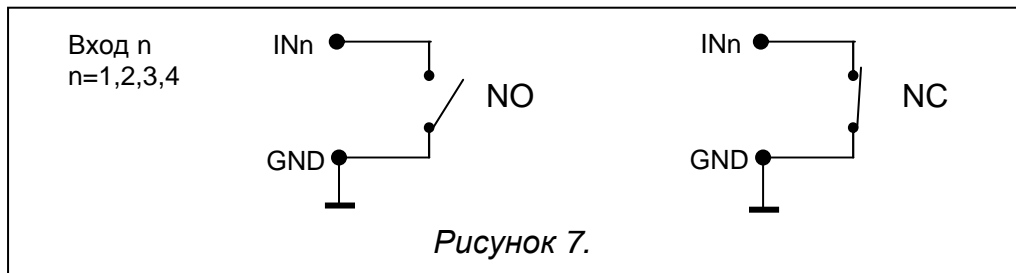 Вход n
n=1,2,3,4
INn
NO
GND
INn
NC
GND
Рисунок 7.